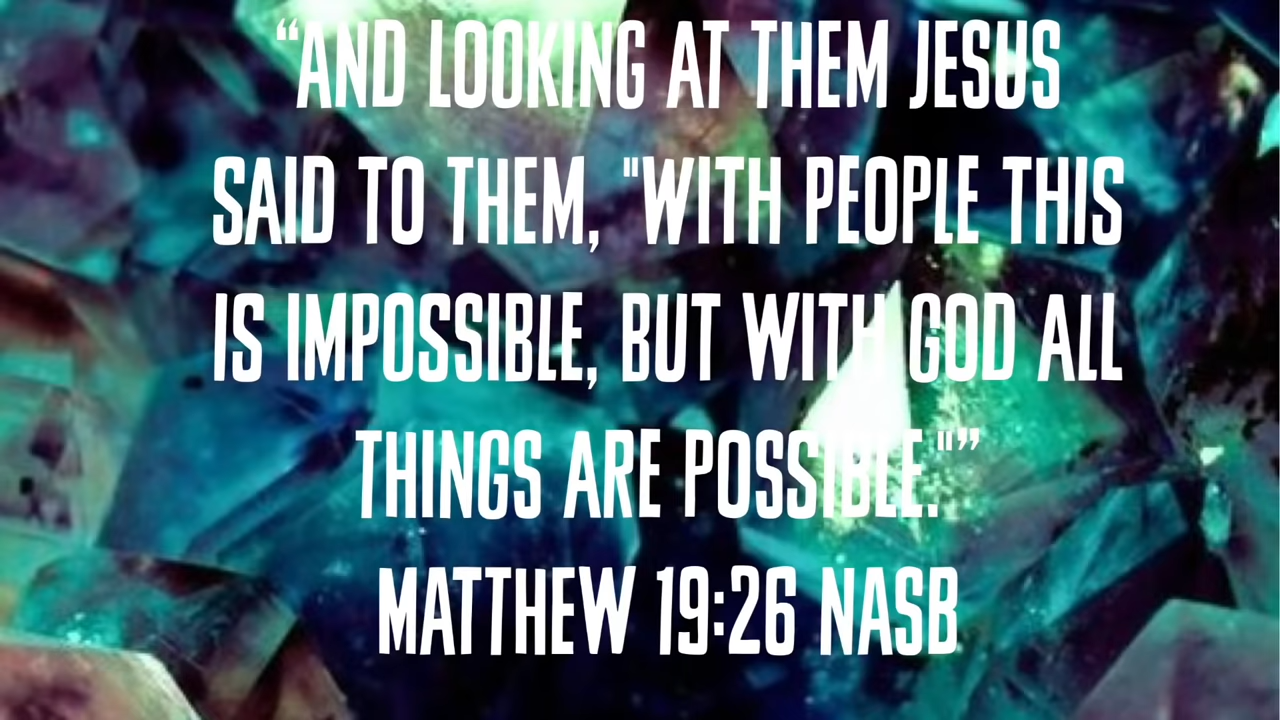 “AND LOOKING AT THEM JESUS
SAID TO THEM, "WITH PEOPLE THIS
IS IMPOSSIBLE, BUT WITH GOD ALL
THINGS ARE POSSIBLE."”
MATTHEW 19:26 NASB